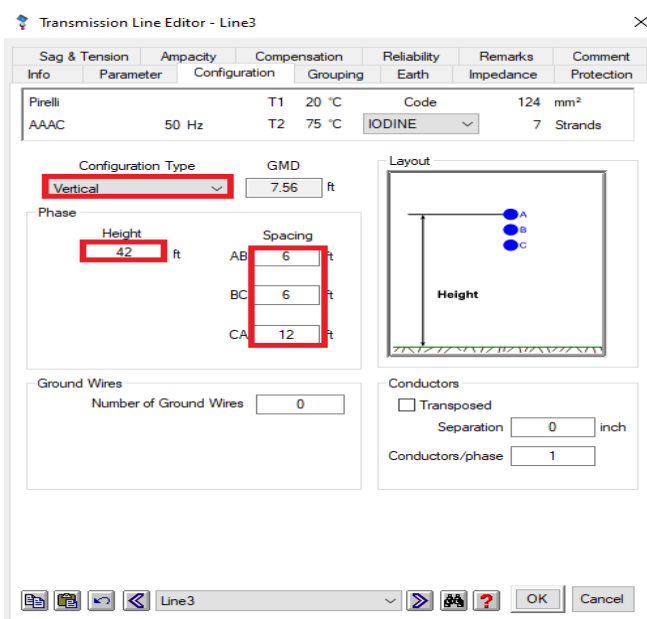 Transmission Line Editor - Line3
Sag & Tension Ampacity Compensation Reliability Remarks Comment
Info Parameter Configuration Grouping Earth Impedance Protection
Pirelli T1 20 °C Code 124 mm²
AAAC 50 Hz T2 75 °C IODINE 7 Strands
Configuration Type GMD
Vertical 7.56 ft
Phase
Height Spacing
42 ft AB 6 ft
BC 6 ft
CA 12 ft
Layout
A
B
C
Height
Ground Wires
Number of Ground Wires 0
Conductors
Transposed
Separation 0 inch
Conductors/phase 1
Line3 ? OK Cancel